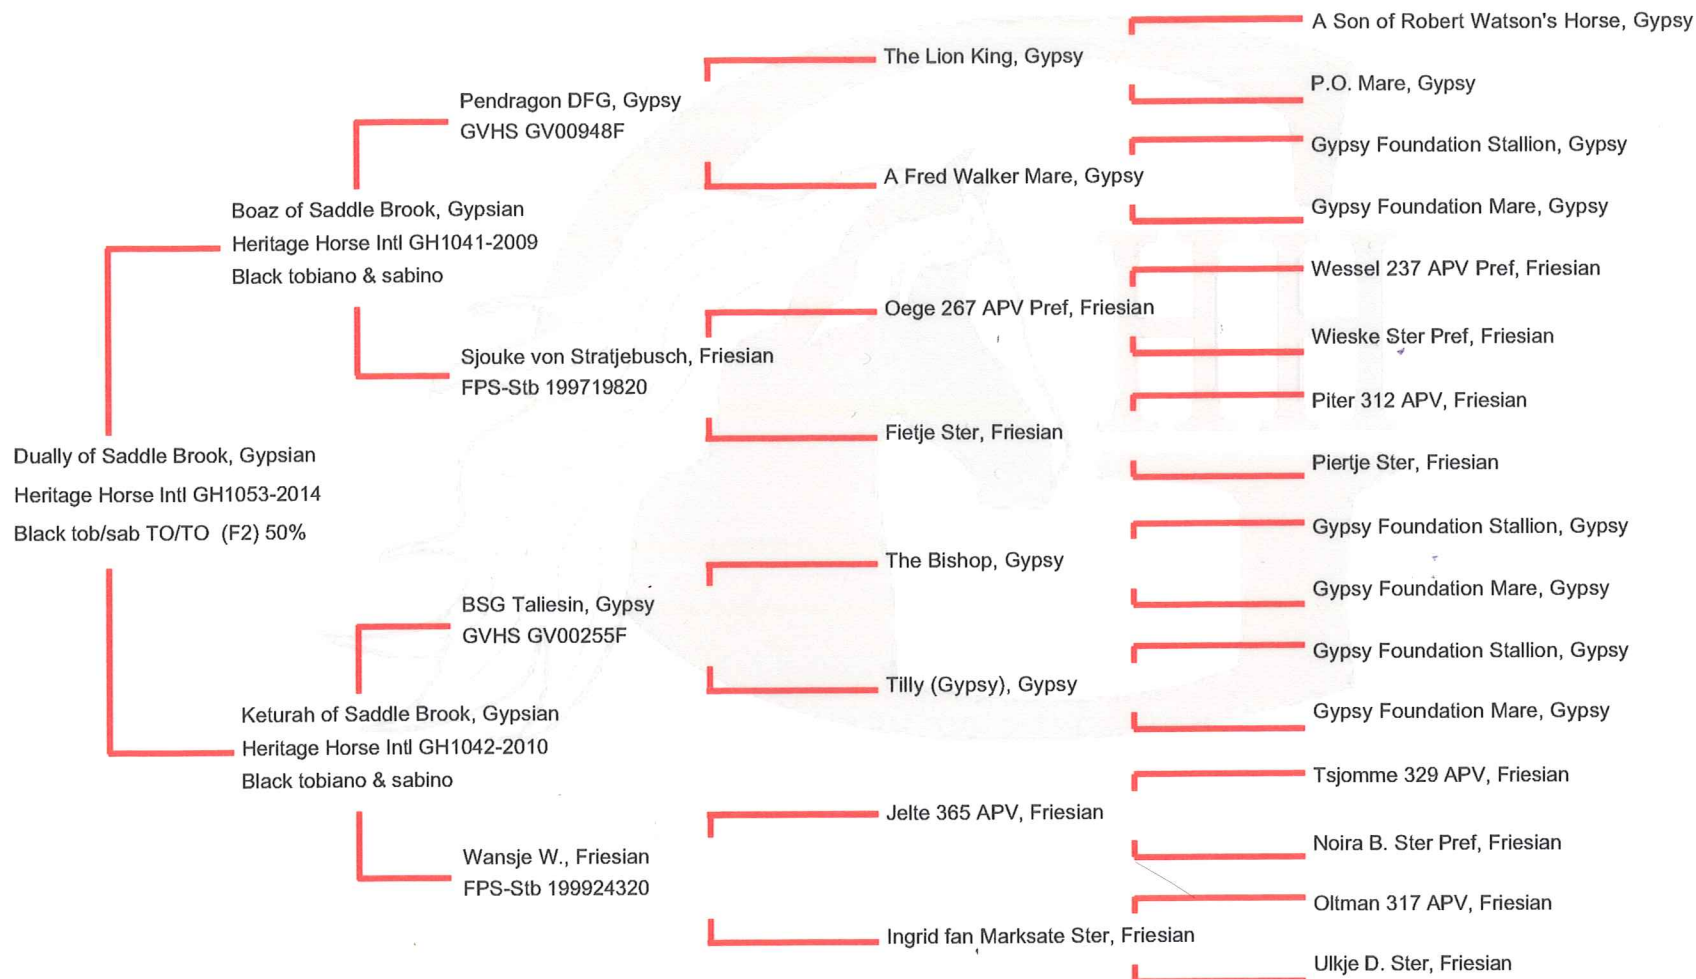 Dually of Saddle Brook, Gypsian
Heritage Horse Intl GH1053-2014
Black tob/sab TO/TO (F2) 50%
Boaz of Saddle Brook, Gypsian
Heritage Horse Intl GH1041-2009
Black tobiano & sabino
Keturah of Saddle Brook, Gypsian
Heritage Horse Intl GH1042-2010
Black tobiano & sabino
Pendragon DFG, Gypsy
GVHS GV00948F
Sjouke von Stratjebusch, Friesian
FPS-Stb 199719820
BSG Taliesin, Gypsy
GVHS GV00255F
Wansje W., Friesian
FPS-Stb 199924320
The Lion King, Gypsy
A Fred Walker Mare, Gypsy
Oege 267 APV Pref, Friesian
Fietje Ster, Friesian
The Bishop, Gypsy
Tilly (Gypsy), Gypsy
Jelte 365 APV, Friesian
Ingrid fan Marksate Ster, Friesian
A Son of Robert Watson's Horse, Gypsy
P.O. Mare, Gypsy
Gypsy Foundation Stallion, Gypsy
Gypsy Foundation Mare, Gypsy
Wessel 237 APV Pref, Friesian
Wieske Ster Pref, Friesian
Piter 312 APV, Friesian
Piertje Ster, Friesian
Gypsy Foundation Stallion, Gypsy
Gypsy Foundation Mare, Gypsy
Gypsy Foundation Stallion, Gypsy
Gypsy Foundation Mare, Gypsy
Tsjomme 329 APV, Friesian
Noira B. Ster Pref, Friesian
Oltman 317 APV, Friesian
Ulkje D. Ster, Friesian